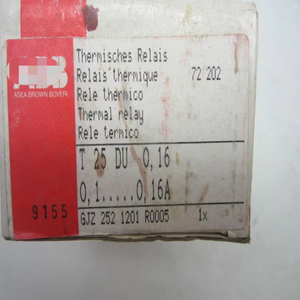 ABB
ASEA BROWN BOVERI
Thermisches Relais
Relais thermique 72 202
Rele thermico
Thermal relay
Rele termico
T 25 DU 0,16
0,1.....0,16A
9155 GJZ 252 1201 R0005 1x